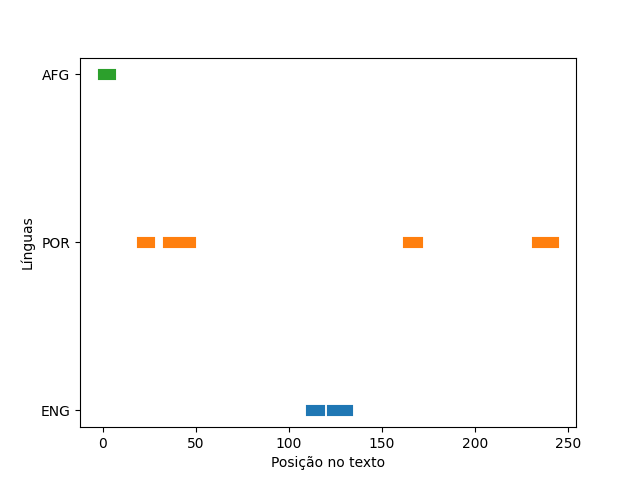 AFG
POR
ENG
Línguas
0 50 100 150 200 250
Posição no texto